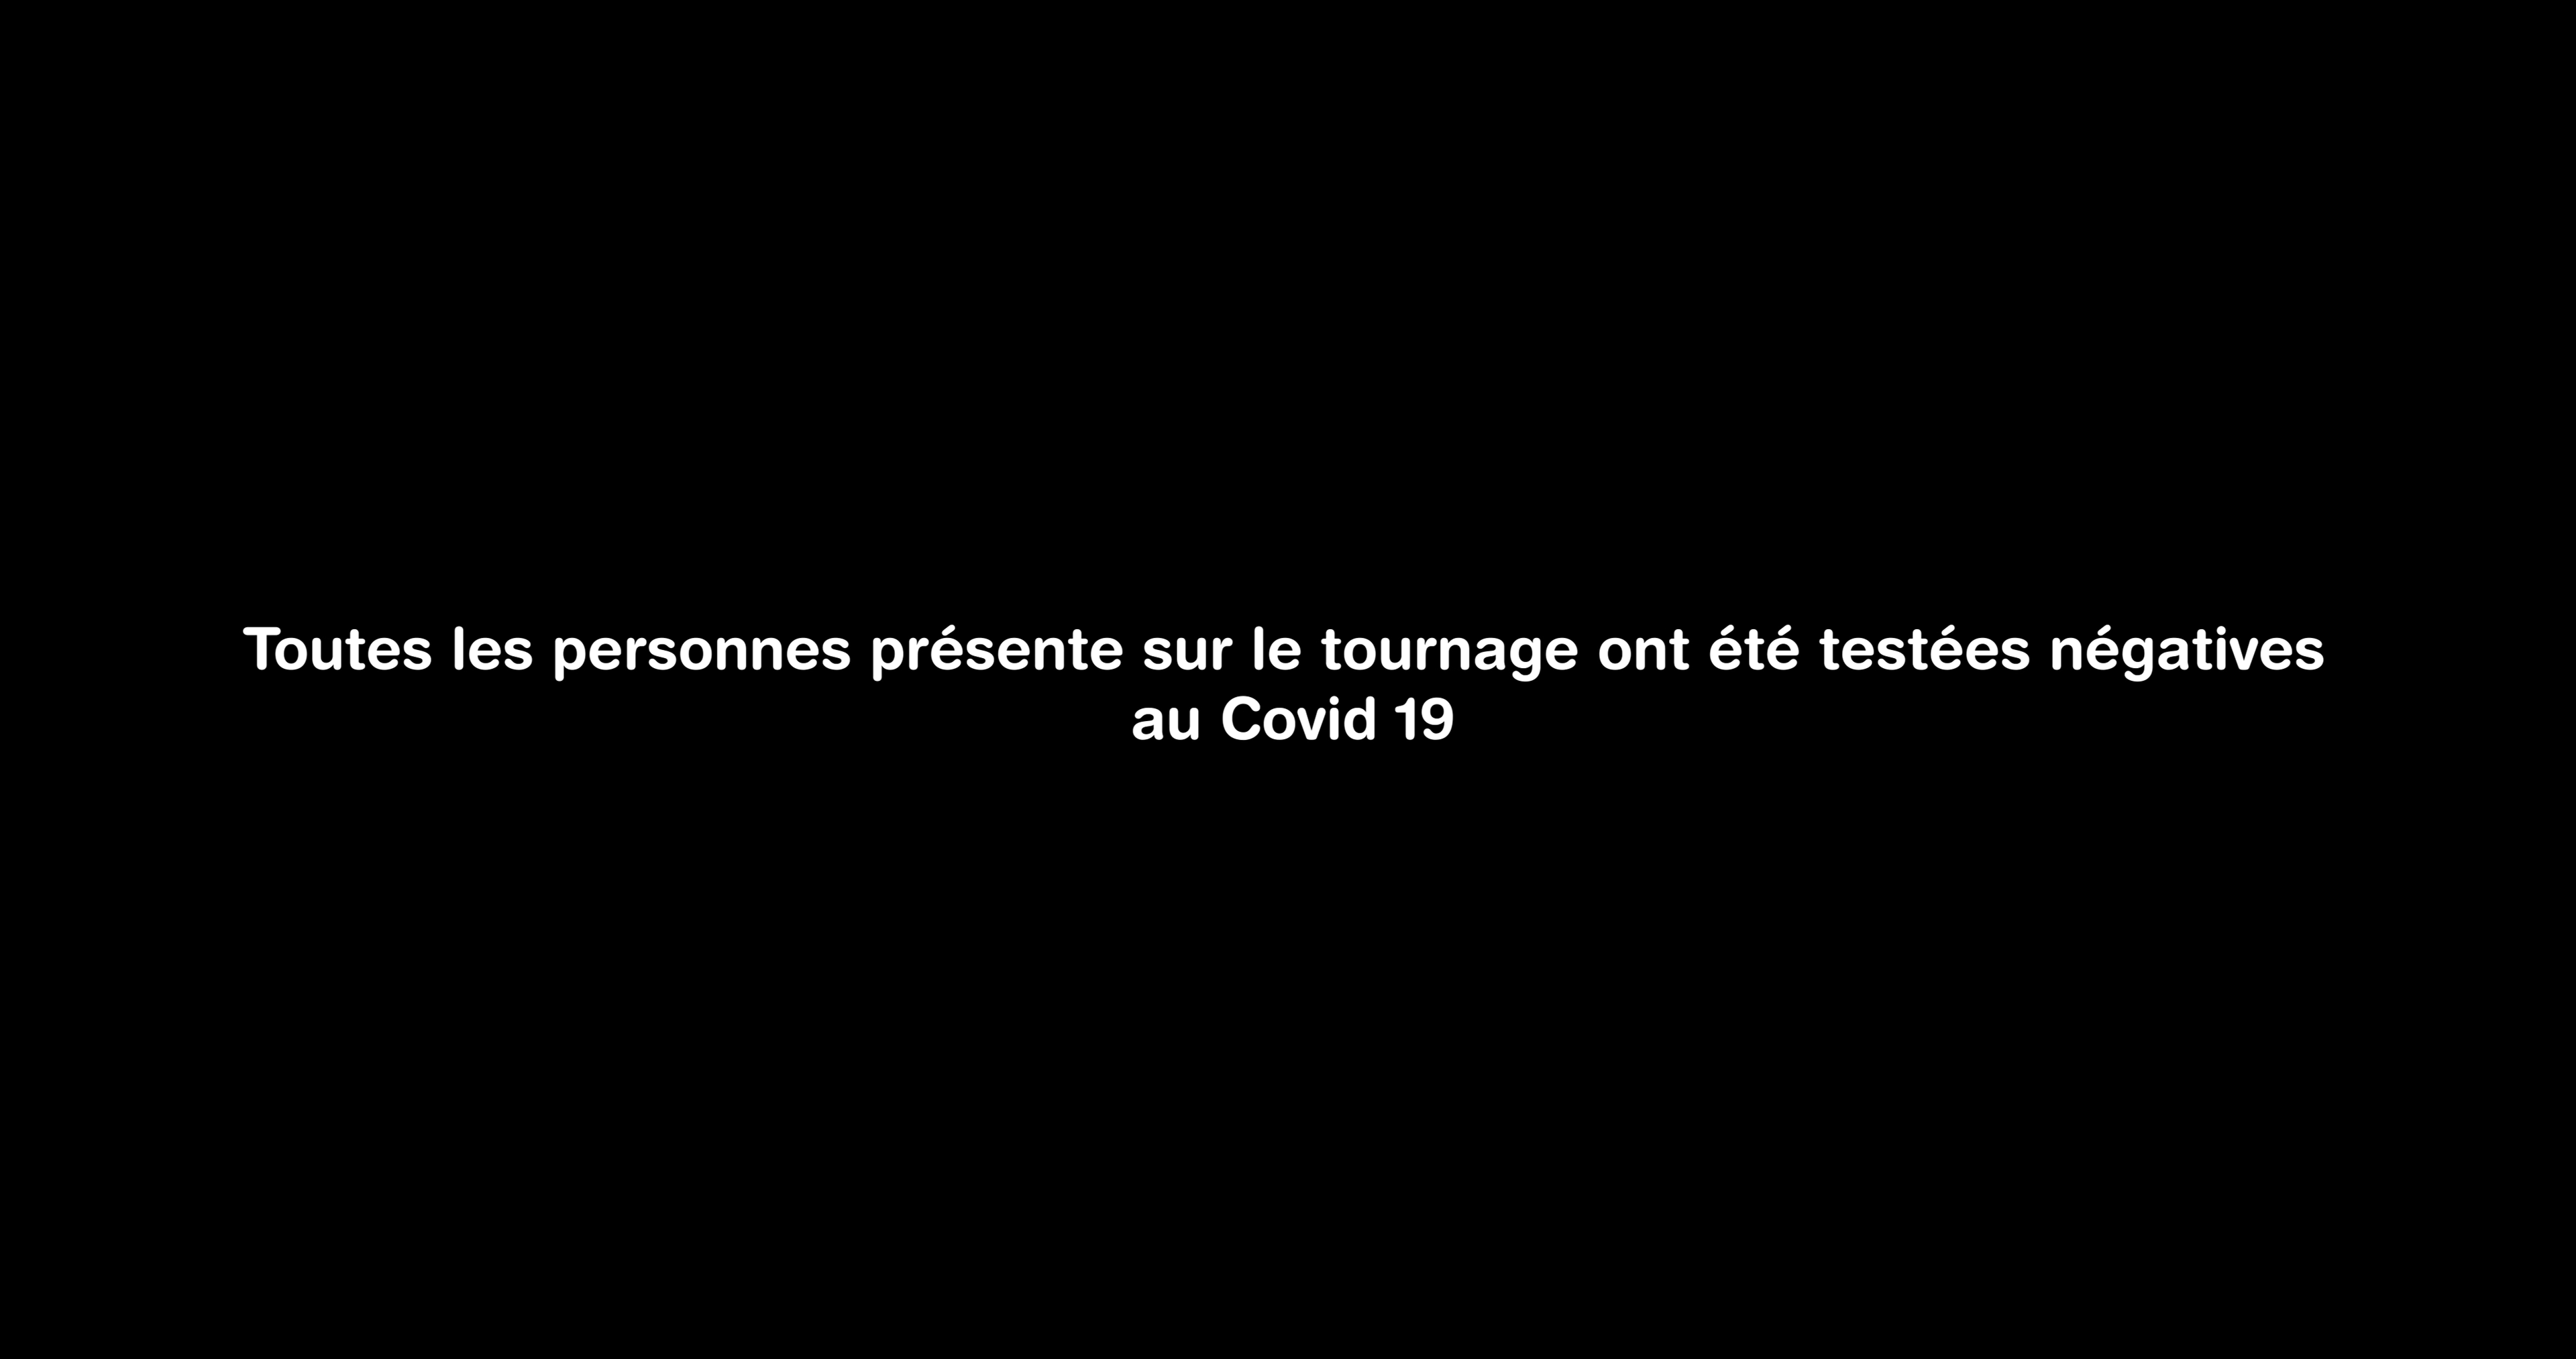 Toutes les personnes présente sur le tournage ont été testées négatives
au Covid 19